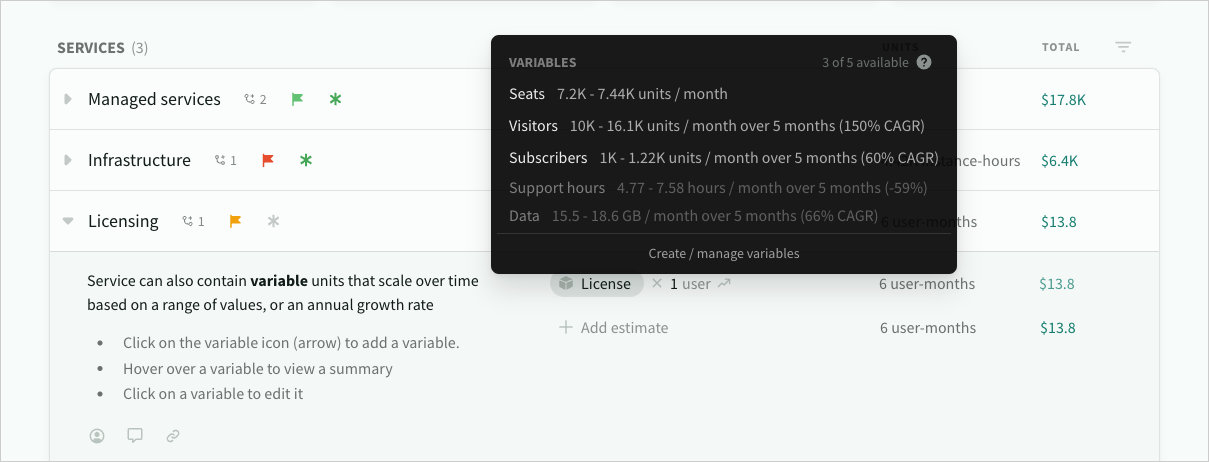 SERVICES (3)
UNITS
TOTAL
VARIABLES
3 of 5 available ?
Seats 7.2K - 7.44K units / month
Visitors 10K - 16.1K units / month over 5 months (150% CAGR)
Subscribers 1K - 1.22K units / month over 5 months (60% CAGR)
Support hours 4.77 - 7.58 hours / month over 5 months (-59%)
Data 15.5 - 18.6 GB / month over 5 months (66% CAGR)
Create / manage variables
Managed services 2
$17.8K
Infrastructure 1
$6.4K
Licensing 1
6 user-months
$13.8
Service can also contain variable units that scale over time
based on a range of values, or an annual growth rate
• Click on the variable icon (arrow) to add a variable.
• Hover over a variable to view a summary
• Click on a variable to edit it
License × 1 user
6 user-months
$13.8
+ Add estimate
6 user-months
$13.8